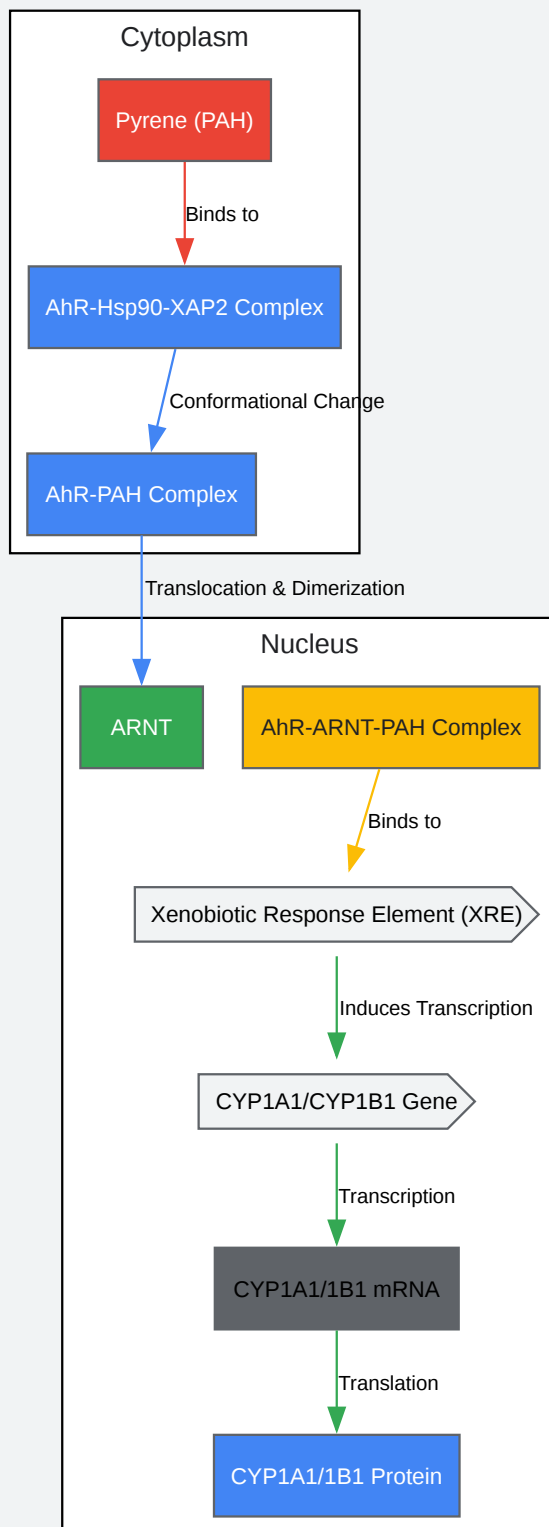 Cytoplasm
Pyrene (PAH)
Binds to
AhR-Hsp90-XAP2 Complex
Conformational Change
AhR-PAH Complex
Translocation & Dimerization
Nucleus
ARNT
AhR-ARNT-PAH Complex
Binds to
Xenobiotic Response Element (XRE)
Induces Transcription
CYP1A1/CYP1B1 Gene
Transcription
CYP1A1/1B1 mRNA
Translation
CYP1A1/1B1 Protein